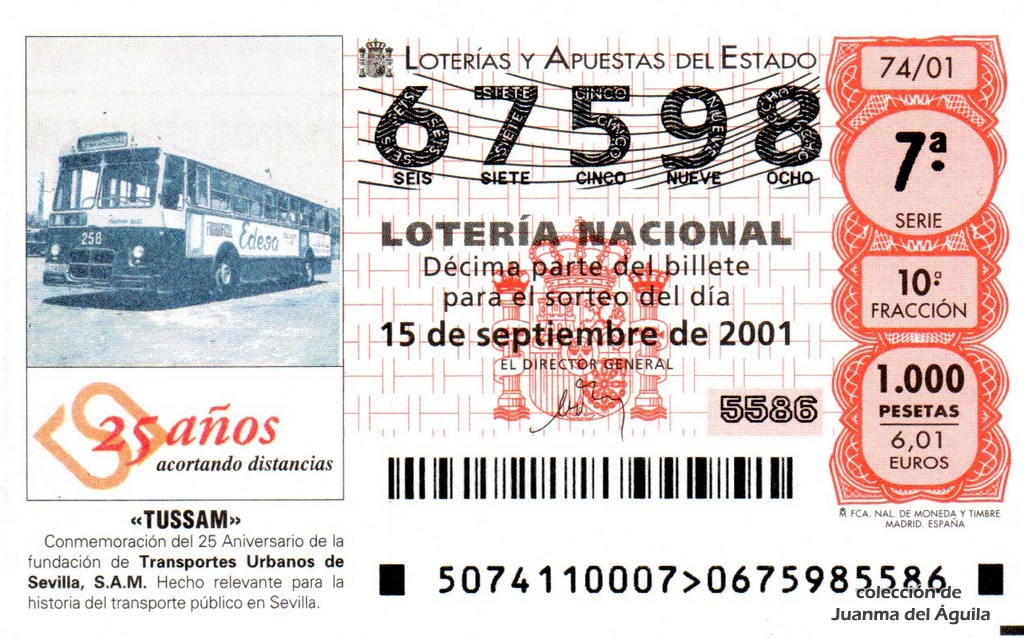 LOTERÍAS Y APUESTAS DEL ESTADO
67598
SEIS SIETE CINCO NUEVE OCHO
LOTERÍA NACIONAL
Décima parte del billete
para el sorteo del día
15 de septiembre de 2001
EL DIRECTOR GENERAL
5586
74/01
7ª
SERIE
10ª
FRACCIÓN
1.000
PESETAS
6,01
EUROS
FCA. NAL. DE MONEDA Y TIMBRE
MADRID. ESPAÑA
258
Edesa
25 años
acortando distancias
«TUSSAM»
Conmemoración del 25 Aniversario de la
fundación de Transportes Urbanos de
Sevilla, S.A.M. Hecho relevante para la
historia del transporte público en Sevilla.
5074110007>0675985586
colección de
Juanma del Águila